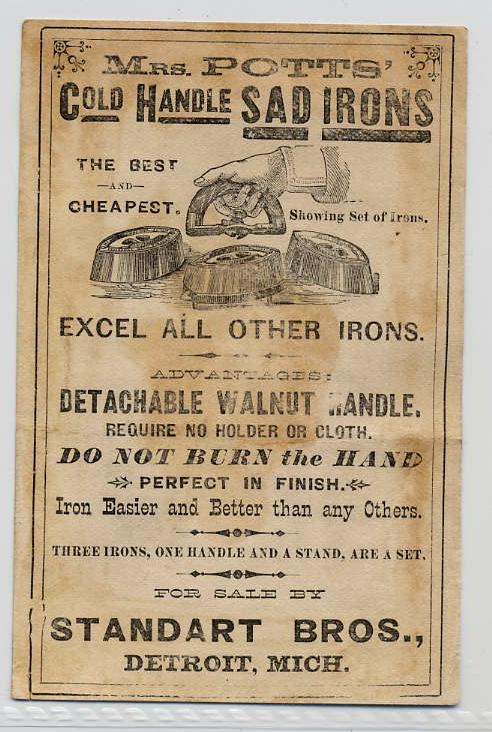 MRS. POTTS'
COLD HANDLE SAD IRONS
THE BEST
—AND—
CHEAPEST.
Showing Set of Irons.
EXCEL ALL OTHER IRONS.
ADVANTAGES:
DETACHABLE WALNUT HANDLE.
REQUIRE NO HOLDER OR CLOTH.
DO NOT BURN the HAND
PERFECT IN FINISH.
Iron Easier and Better than any Others.
THREE IRONS, ONE HANDLE AND A STAND, ARE A SET.
FOR SALE BY
STANDART BROS.,
DETROIT, MICH.